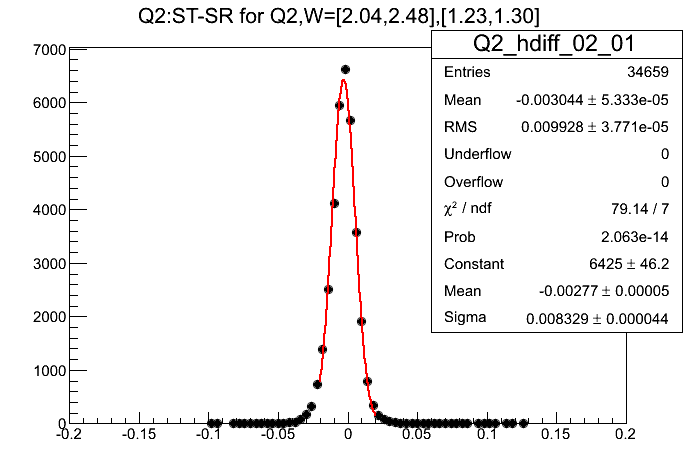 Q2:ST-SR for Q2,W=[2.04,2.48],[1.23,1.30]
Q2_hdiff_02_01
Entries 34659
Mean -0.003044 ± 5.333e-05
RMS 0.009928 ± 3.771e-05
Underflow 0
Overflow 0
χ² / ndf 79.14 / 7
Prob 2.063e-14
Constant 6425 ± 46.2
Mean -0.00277 ± 0.00005
Sigma 0.008329 ± 0.000044
7000
6000
5000
4000
3000
2000
1000
0
-0.2 -0.15 -0.1 -0.05 0 0.05 0.1 0.15 0.2